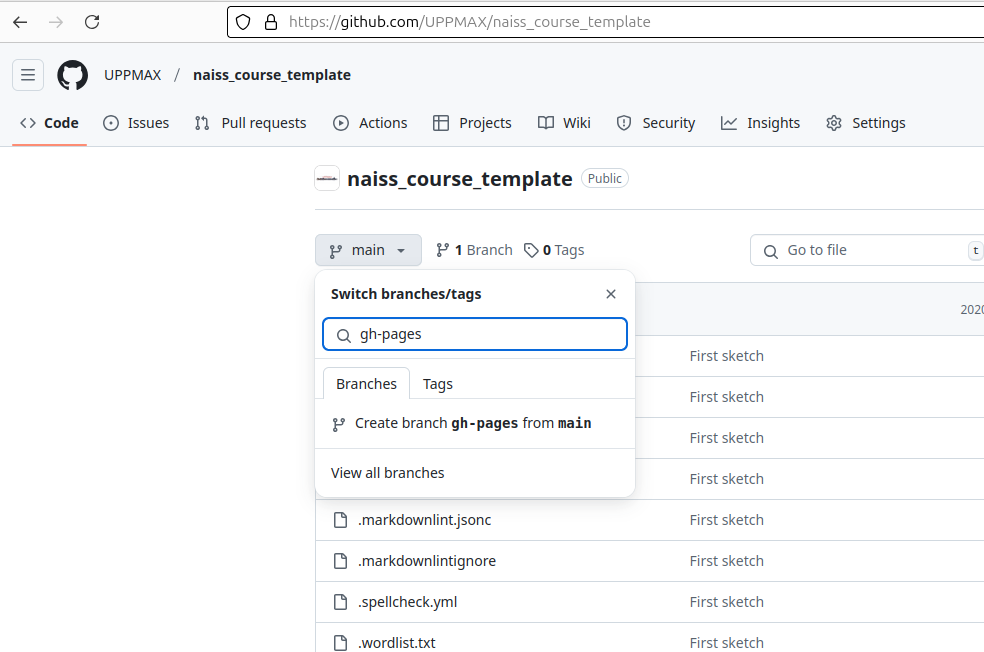 https://github.com/UPPMAX/naiss_course_template
UPPMAX / naiss_course_template
Code Issues Pull requests Actions Projects Wiki Security Insights Settings
naiss_course_template Public
main 1 Branch 0 Tags Go to file t
Switch branches/tags
gh-pages
Branches Tags
Create branch gh-pages from main
View all branches
First sketch
First sketch
First sketch
First sketch
.markdownlint.jsonc First sketch
.markdownlintignore First sketch
.spellcheck.yml First sketch
.wordlist.txt First sketch